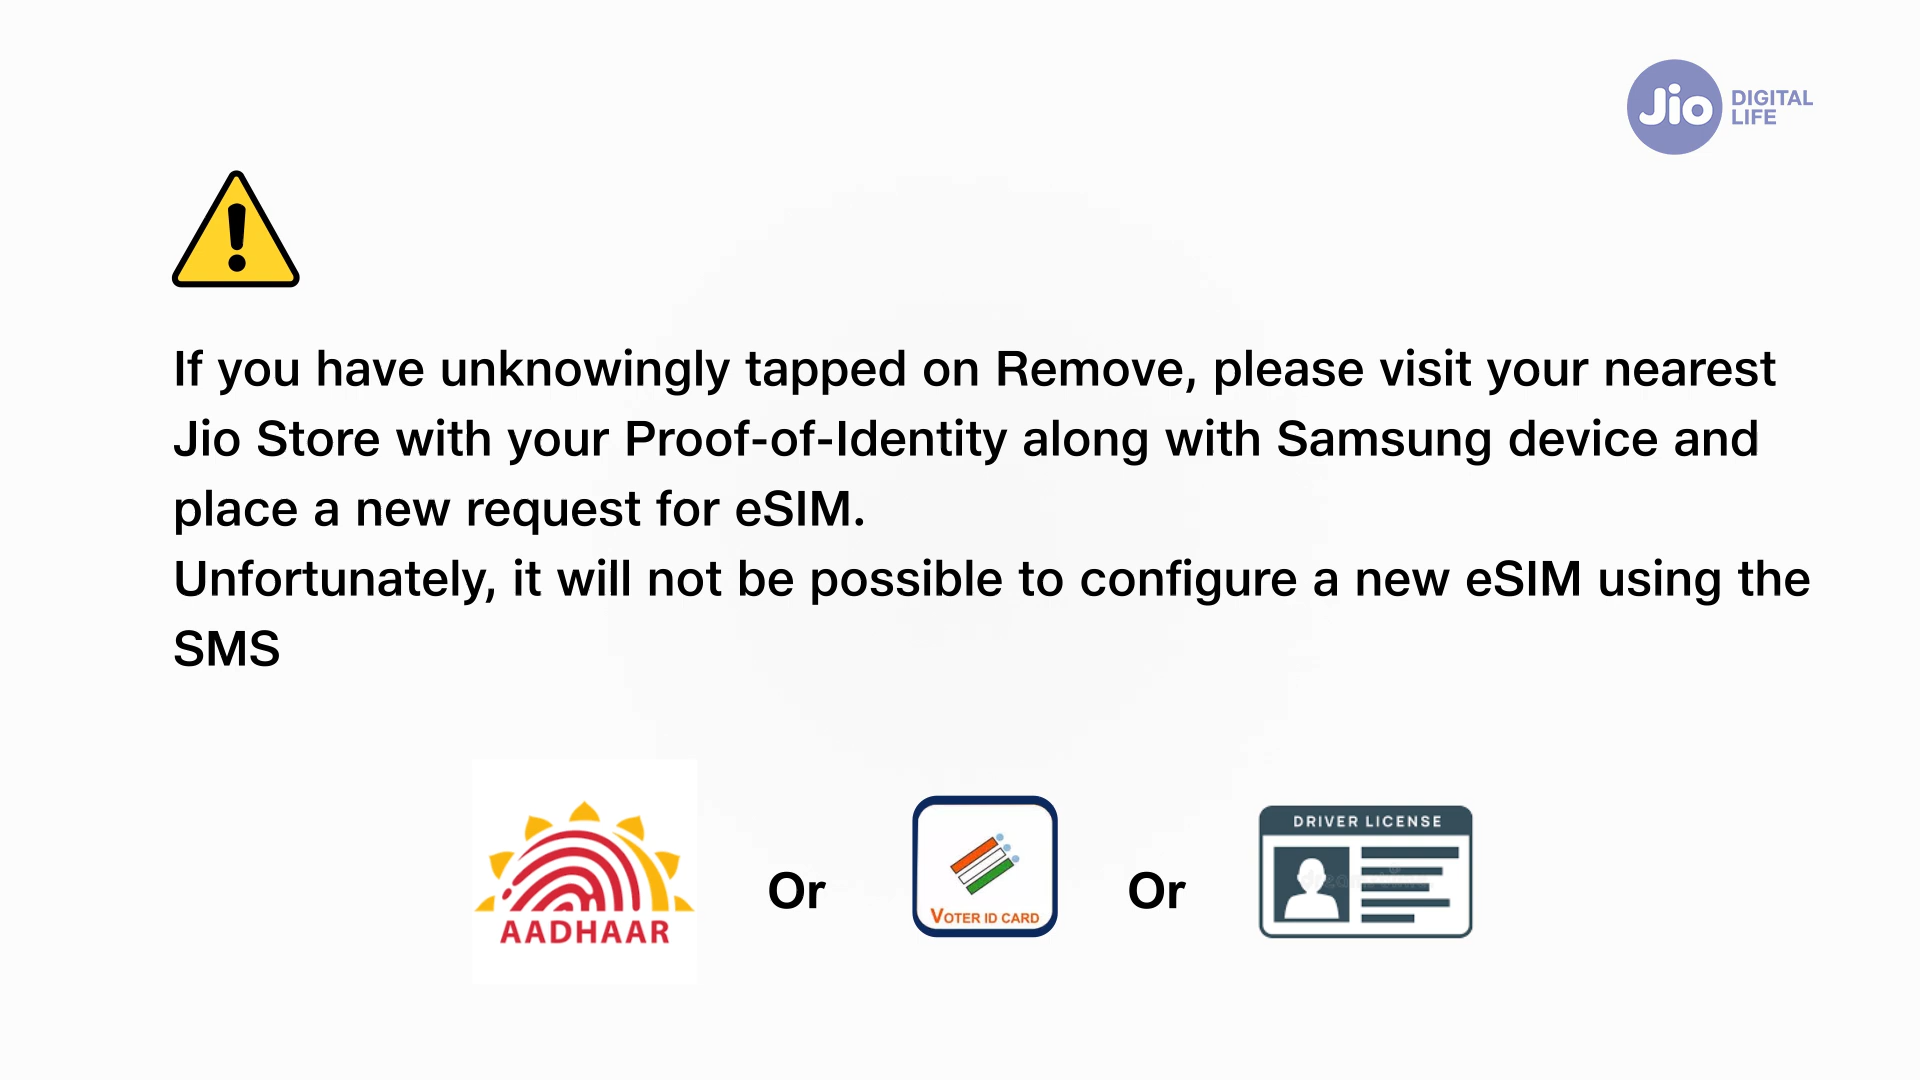 Jio DIGITAL
LIFE
If you have unknowingly tapped on Remove, please visit your nearest
Jio Store with your Proof-of-Identity along with Samsung device and
place a new request for eSIM.
Unfortunately, it will not be possible to configure a new eSIM using the
SMS
AADHAAR
Or
VOTER ID CARD
Or
DRIVER LICENSE